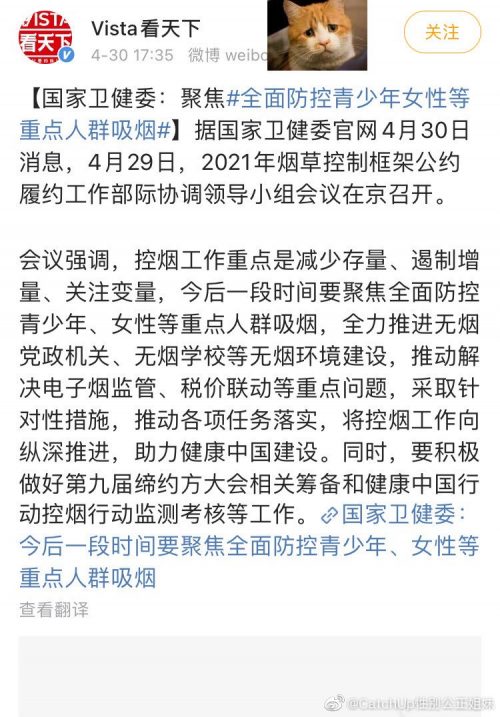 VISTA
看天下
Vista看天下
4-30 17:35 微博 weibo
关注
【国家卫健委：聚焦#全面防控青少年女性等
重点人群吸烟#】据国家卫健委官网4月30日
消息，4月29日，2021年烟草控制框架公约
履约工作部际协调领导小组会议在京召开。
会议强调，控烟工作重点是减少存量、遏制增
量、关注变量，今后一段时间要聚焦全面防控
青少年、女性等重点人群吸烟，全力推进无烟
党政机关、无烟学校等无烟环境建设，推动解
决电子烟监管、税价联动等重点问题，采取针
对性措施，推动各项任务落实，将控烟工作向
纵深推进，助力健康中国建设。同时，要积极
做好第九届缔约方大会相关筹备和健康中国行
动控烟行动监测考核等工作。国家卫健委：
今后一段时间要聚焦全面防控青少年、女性等
重点人群吸烟
查看翻译
@CatchUp性别公正姐妹